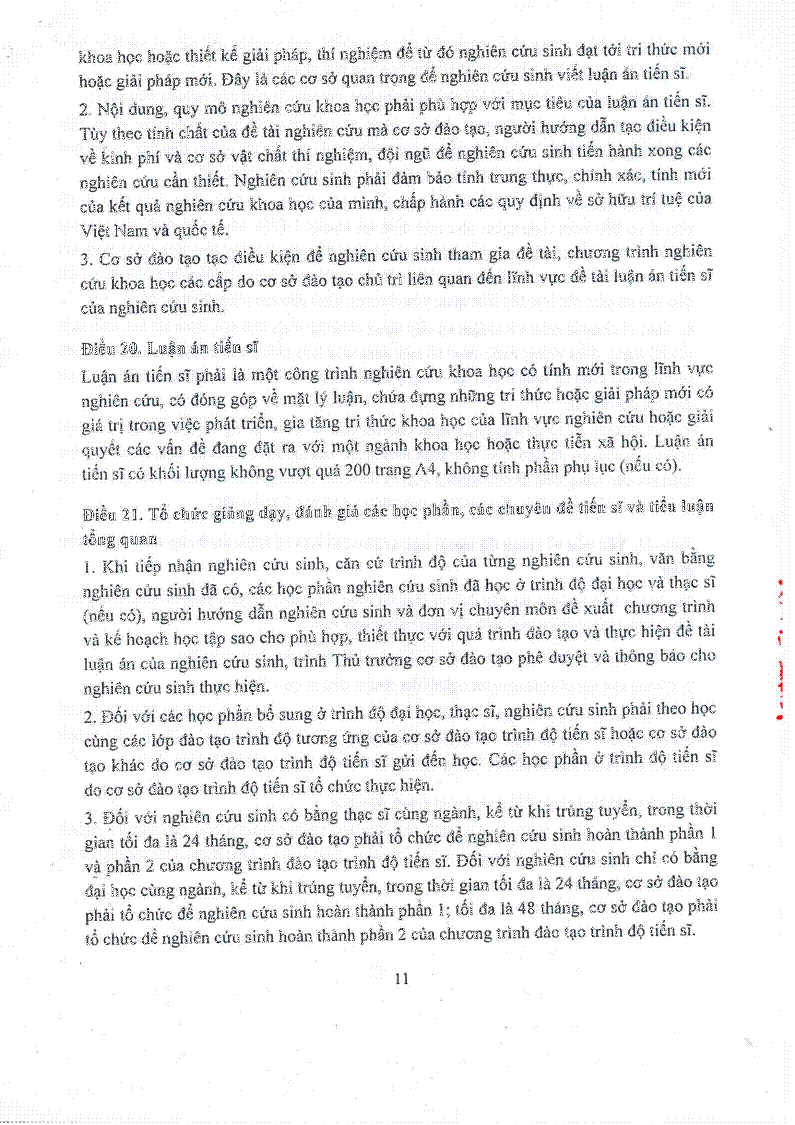 khoa học hoặc thiết kế giải pháp, thí nghiệm để từ đó nghiên cứu sinh đạt tới tri thức mới
hoặc giải pháp mới. Đây là các cơ sở quan trọng để nghiên cứu sinh viết luận án tiến sĩ.
2. Nội dung, quy mô nghiên cứu khoa học phải phù hợp với mục tiêu của luận án tiến sĩ.
Tùy theo tính chất của đề tài nghiên cứu mà cơ sở đào tạo, người hướng dẫn tạo điều kiện
về kinh phí và cơ sở vật chất thí nghiệm, đội ngũ để nghiên cứu sinh tiến hành xong các
nghiên cứu cần thiết. Nghiên cứu sinh phải đảm bảo tính trung thực, chính xác, tính mới
của kết quả nghiên cứu khoa học của mình, chấp hành các quy định về sở hữu trí tuệ của
Việt Nam và quốc tế.
3. Cơ sở đào tạo tạo điều kiện để nghiên cứu sinh tham gia đề tài, chương trình nghiên
cứu khoa học các cấp do cơ sở đào tạo chủ trì liên quan đến lĩnh vực đề tài luận án tiến sĩ
của nghiên cứu sinh.
Điều 20. Luận án tiến sĩ
Luận án tiến sĩ phải là một công trình nghiên cứu khoa học có tính mới trong lĩnh vực
nghiên cứu, có đóng góp về mặt lý luận, chứa đựng những tri thức hoặc giải pháp mới có
giá trị trong việc phát triển, gia tăng tri thức khoa học của lĩnh vực nghiên cứu hoặc giải
quyết các vấn đề đang đặt ra với một ngành khoa học hoặc thực tiễn xã hội. Luận án
tiến sĩ có khối lượng không vượt quá 200 trang A4, không tính phần phụ lục (nếu có).
Điều 21. Tổ chức giảng dạy, đánh giá các học phần, các chuyên đề tiến sĩ và tiểu luận
tổng quan
1. Khi tiếp nhận nghiên cứu sinh, căn cứ trình độ của từng nghiên cứu sinh, văn bằng
nghiên cứu sinh đã có, các học phần nghiên cứu sinh đã học ở trình độ đại học và thạc sĩ
(nếu có), người hướng dẫn nghiên cứu sinh và đơn vị chuyên môn đề xuất chương trình
và kế hoạch học tập sao cho phù hợp, thiết thực với quá trình đào tạo và thực hiện đề tài
luận án của nghiên cứu sinh, trình Thủ trưởng cơ sở đào tạo phê duyệt và thông báo cho
nghiên cứu sinh thực hiện.
2. Đối với các học phần bổ sung ở trình độ đại học, thạc sĩ, nghiên cứu sinh phải theo học
cùng các lớp đào tạo trình độ tương ứng của cơ sở đào tạo trình độ tiến sĩ hoặc cơ sở đào
tạo khác do cơ sở đào tạo trình độ tiến sĩ gửi đến học. Các học phần ở trình độ tiến sĩ
do cơ sở đào tạo trình độ tiến sĩ tổ chức thực hiện.
3. Đối với nghiên cứu sinh có bằng thạc sĩ cùng ngành, kể từ khi trúng tuyển, trong thời
gian tối đa là 24 tháng, cơ sở đào tạo phải tổ chức để nghiên cứu sinh hoàn thành phần 1
và phần 2 của chương trình đào tạo trình độ tiến sĩ. Đối với nghiên cứu sinh chỉ có bằng
đại học cùng ngành, kể từ khi trúng tuyển, trong thời gian tối đa là 24 tháng, cơ sở đào tạo
phải tổ chức để nghiên cứu sinh hoàn thành phần 1; tối đa là 48 tháng, cơ sở đào tạo phải
tổ chức để nghiên cứu sinh hoàn thành phần 2 của chương trình đào tạo trình độ tiến sĩ.
11